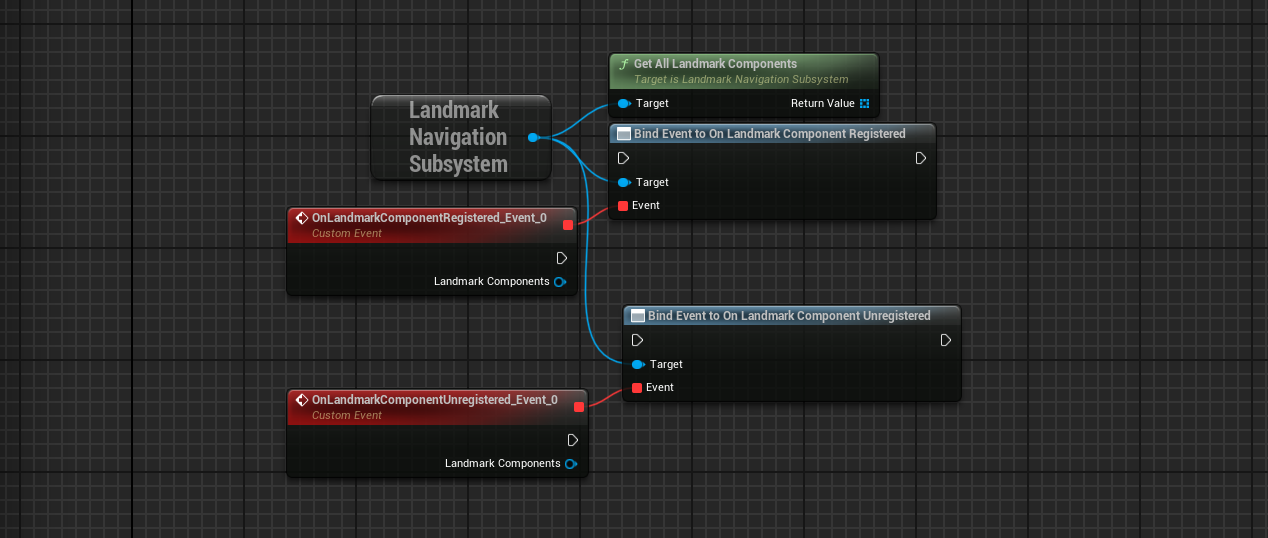 Get All Landmark Components
Target is Landmark Navigation Subsystem
Target
Return Value
Landmark
Navigation
Subsystem
Bind Event to On Landmark Component Registered
Target
Event
OnLandmarkComponentRegistered_Event_0
Custom Event
Landmark Components
Bind Event to On Landmark Component Unregistered
Target
Event
OnLandmarkComponentUnregistered_Event_0
Custom Event
Landmark Components